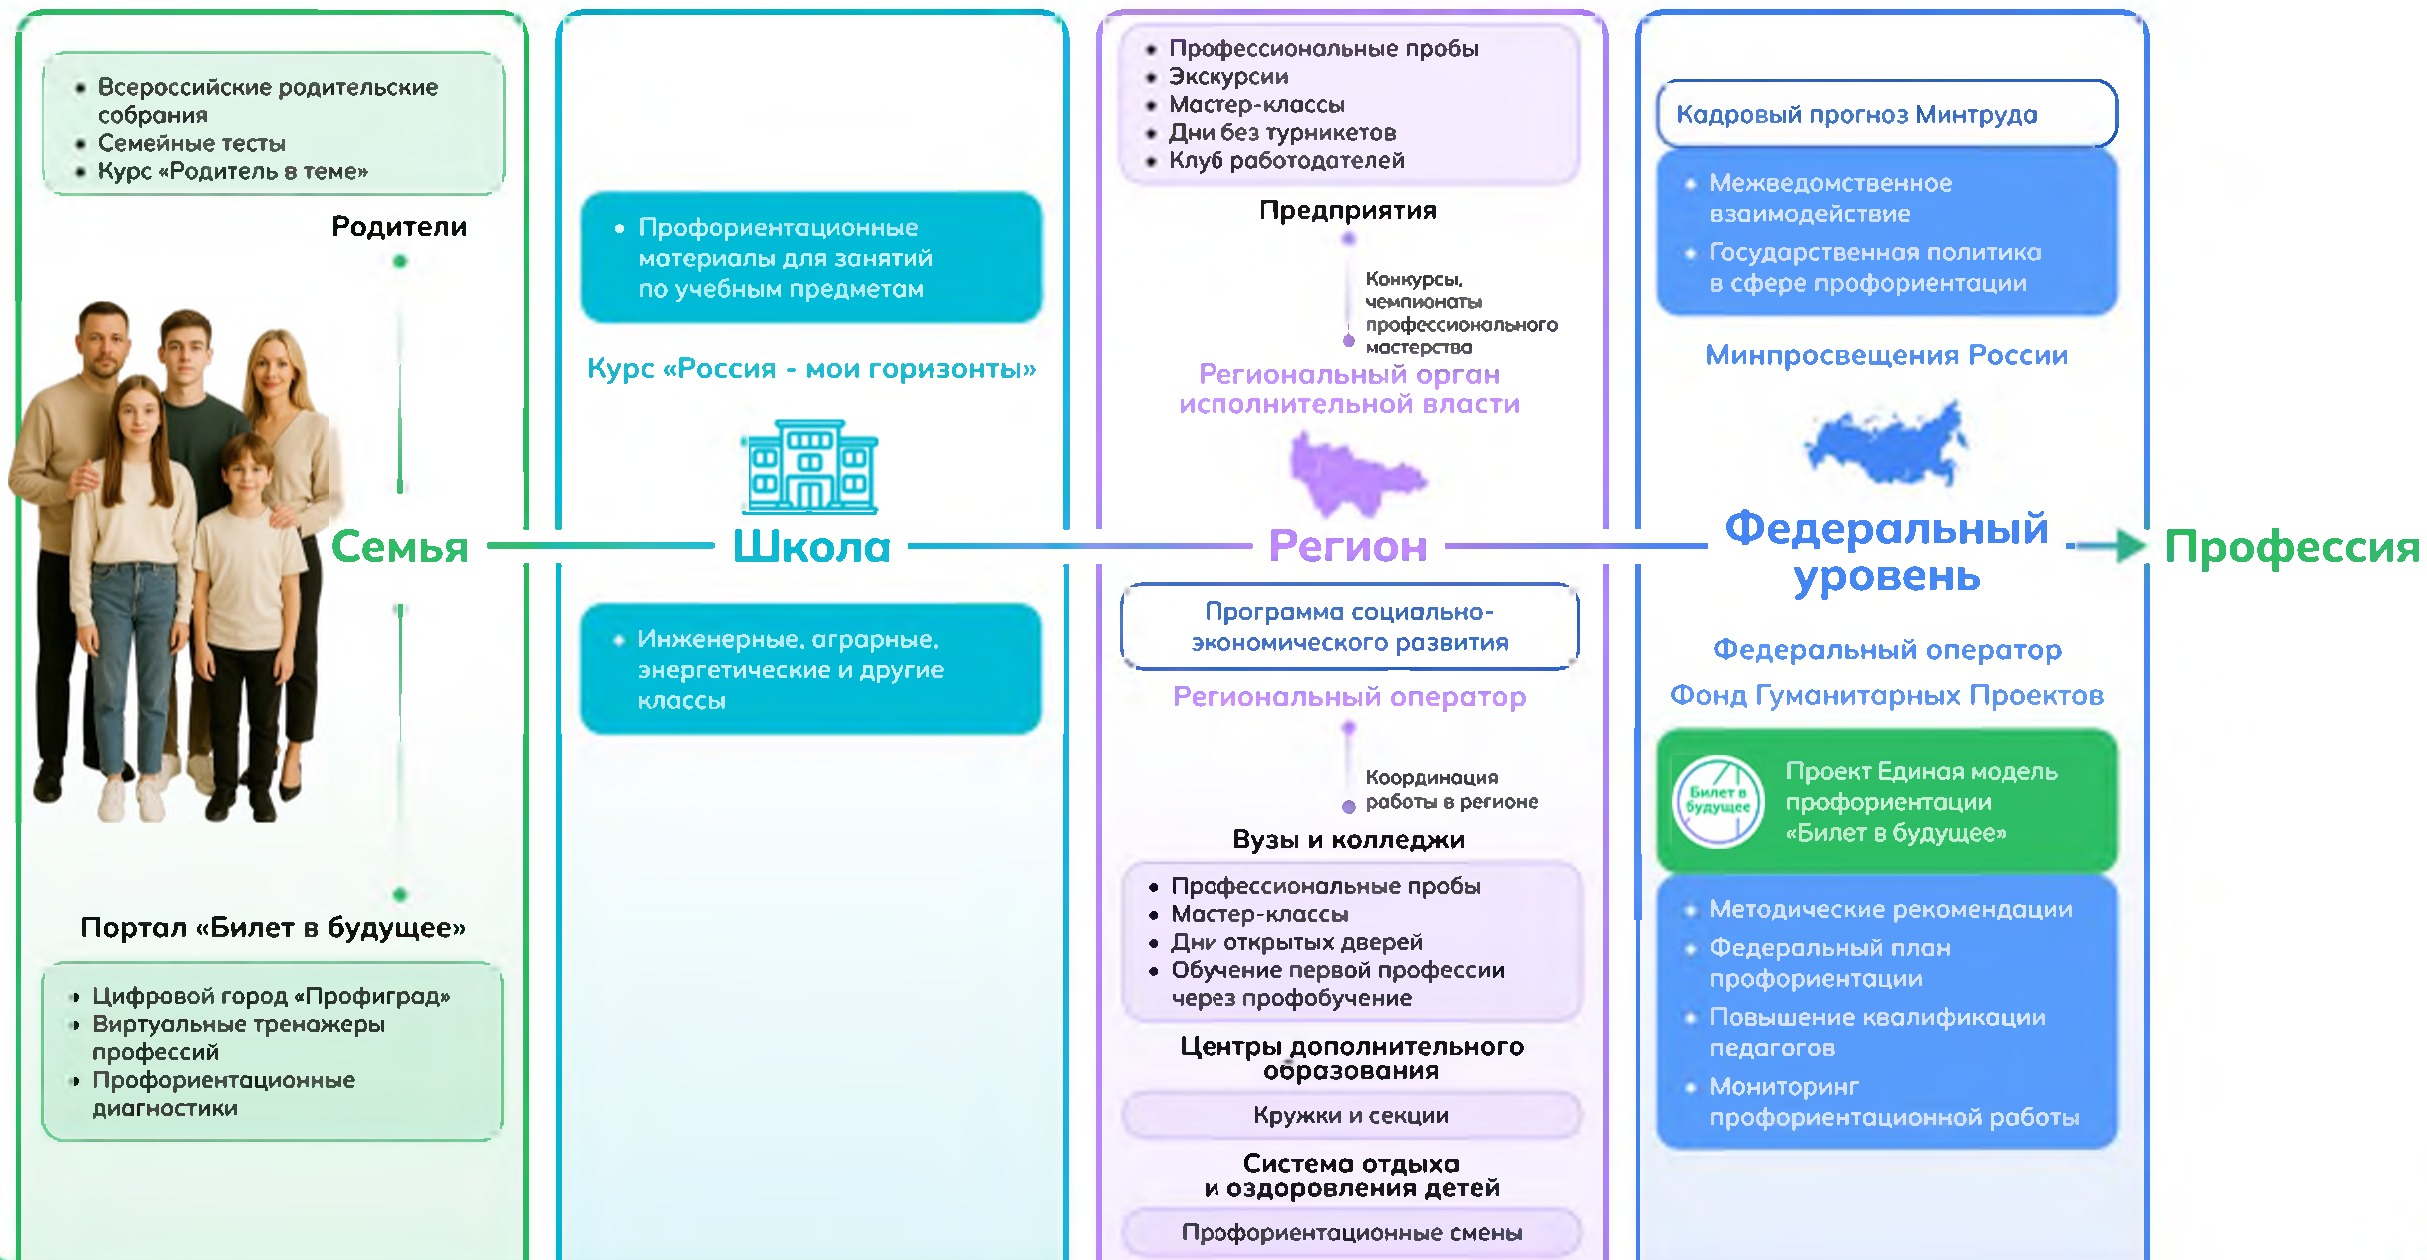 Всероссийские родительские
собрания
Семейные тесты
Курс «Родитель в теме»
Родители
Семья
Портал «Билет в будущее»
Цифровой город «Профиград»
Виртуальные тренажеры
профессий
Профориентационные
диагностики
Профориентационные
материалы для занятий
по учебным предметам
Курс «Россия - мои горизонты»
Школа
Инженерные, аграрные,
энергетические и другие
классы
Профессиональные пробы
Экскурсии
Мастер-классы
Дни без турникетов
Клуб работодателей
Предприятия
Конкурсы,
чемпионаты
профессионального
мастерства
Региональный орган
исполнительной власти
Регион
Программа социально-
экономического развития
Региональный оператор
Координация
работы в регионе
Вузы и колледжи
Профессиональные пробы
Мастер-классы
Дни открытых дверей
Обучение первой профессии
через профобучение
Центры дополнительного
образования
Кружки и секции
Система отдыха
и оздоровления детей
Профориентационные смены
Кадровый прогноз Минтруда
Межведомственное
взаимодействие
Государственная политика
в сфере профориентации
Минпросвещения России
Федеральный
уровень
Федеральный оператор
Фонд Гуманитарных Проектов
Билет в
будущее
Проект Единая модель
профориентации
«Билет в будущее»
Методические рекомендации
Федеральный план
профориентации
Повышение квалификации
педагогов
Мониторинг
профориентационной работы
Профессия